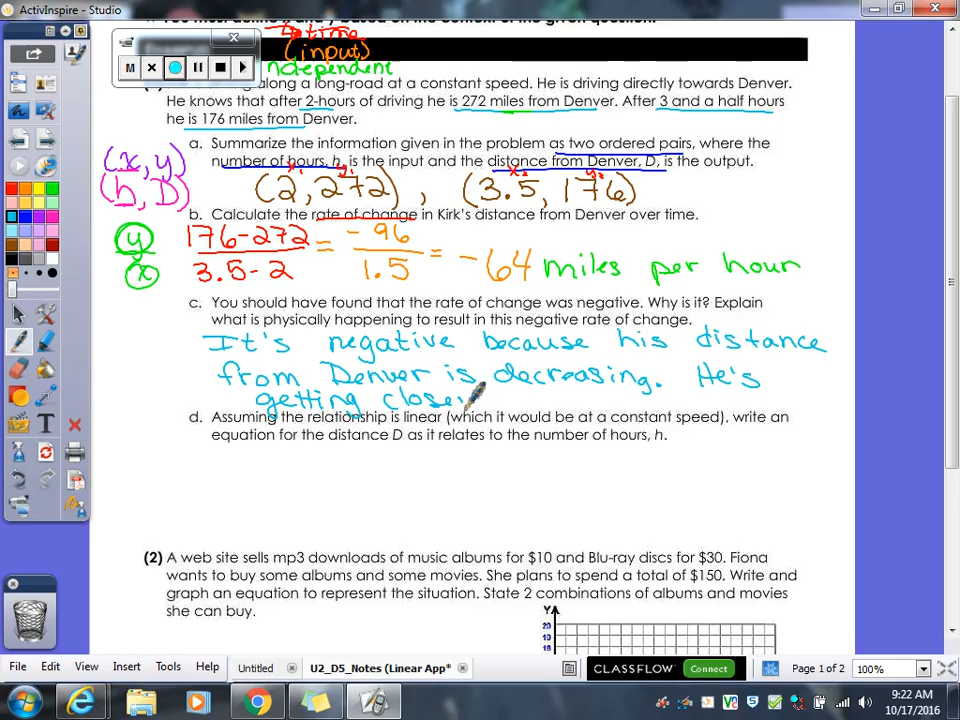 ActivInspire - Studio
time
(input)
independent
along a long-road at a constant speed. He is driving directly towards Denver.
He knows that after 2-hours of driving he is 272 miles from Denver. After 3 and a half hours
he is 176 miles from Denver.
a. Summarize the information given in the problem as two ordered pairs, where the
number of hours, h, is the input and the distance from Denver, D, is the output.
(x, y)
(h, D)
x₁ y₁ x₂ y₂
(2, 272) , (3.5, 176)
b. Calculate the rate of change in Kirk's distance from Denver over time.
y 176-272 = -96 = -64 miles per hour
x 3.5-2 1.5
c. You should have found that the rate of change was negative. Why is it? Explain
what is physically happening to result in this negative rate of change.
It's negative because his distance
from Denver is decreasing. He's
getting closer
d. Assuming the relationship is linear (which it would be at a constant speed), write an
equation for the distance D as it relates to the number of hours, h.
(2) A web site sells mp3 downloads of music albums for $10 and Blu-ray discs for $30. Fiona
wants to buy some albums and some movies. She plans to spend a total of $150. Write and
graph an equation to represent the situation. State 2 combinations of albums and movies
she can buy.
Y
20
18
File Edit View Insert Tools Help Untitled U2_D5_Notes (Linear App* CLASSFLOW Connect Page 1 of 2 100%
9:22 AM
10/17/2016